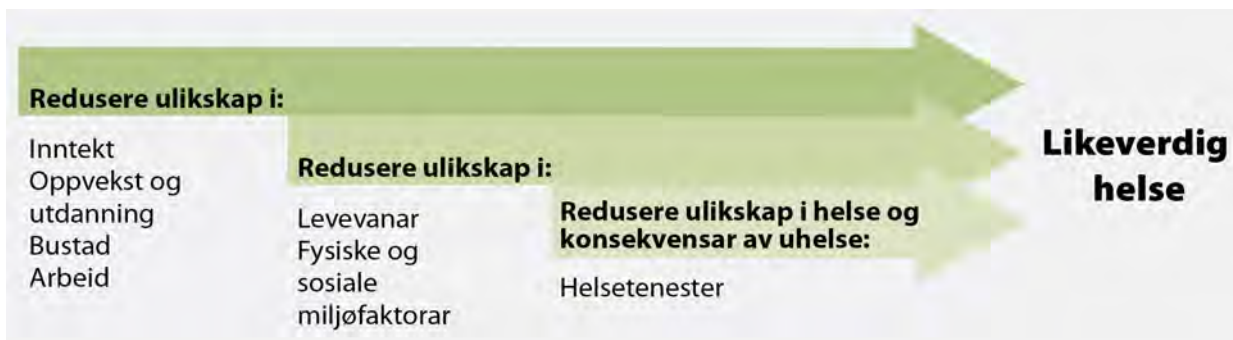 Redusere ulikskap i:
Inntekt
Oppvekst og
utdanning
Bustad
Arbeid
Redusere ulikskap i:
Levevanar
Fysiske og
sosiale
miljøfaktorar
Redusere ulikskap i helse og
konsekvensar av uhelse:
Helsetenester
Likeverdig
helse